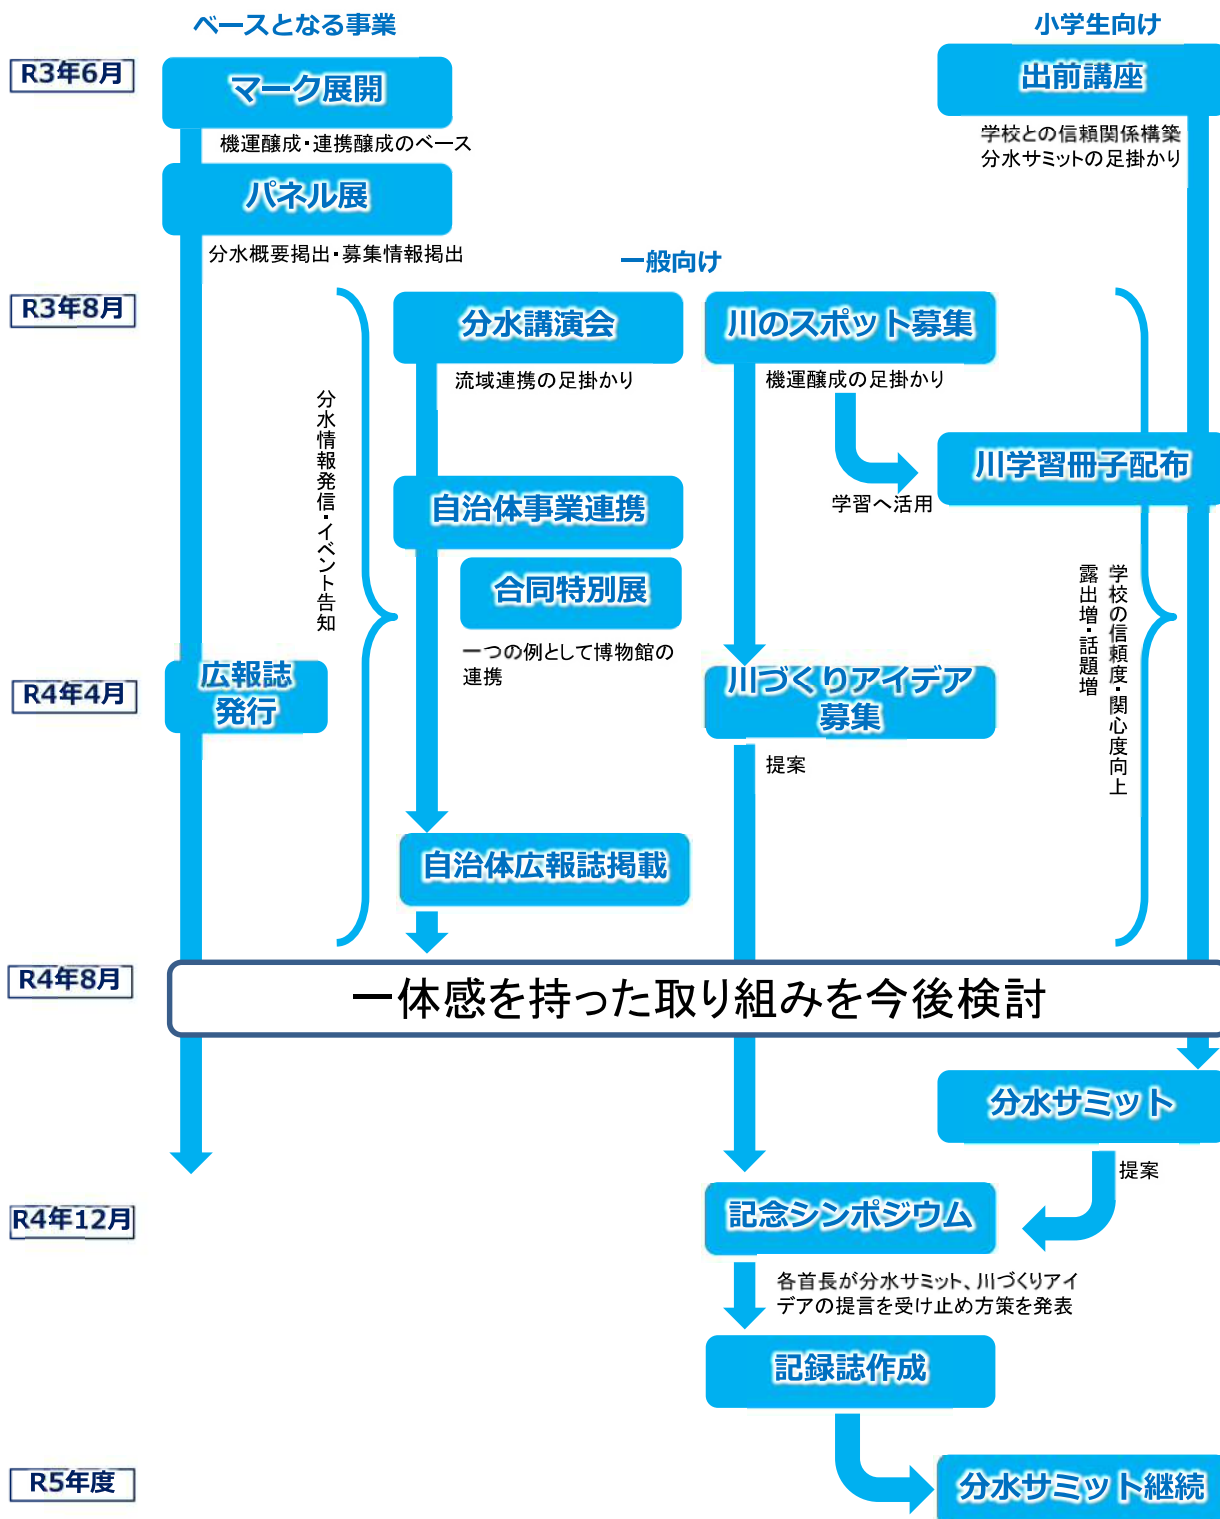 ベースとなる事業
小学生向け
R3年6月
マーク展開
出前講座
機運醸成・連携醸成のベース
学校との信頼関係構築
分水サミットの足掛かり
パネル展
分水概要掲出・募集情報掲出
一般向け
R3年8月
分水講演会
川のスポット募集
流域連携の足掛かり
機運醸成の足掛かり
分水情報発信・イベント告知
川学習冊子配布
自治体事業連携
学習へ活用
合同特別展
一つの例として博物館の
連携
学校の信頼度・関心度向上
露出増・話題増
R4年4月
広報誌
発行
川づくりアイデア
募集
提案
自治体広報誌掲載
R4年8月
一体感を持った取り組みを今後検討
分水サミット
提案
R4年12月
記念シンポジウム
各首長が分水サミット、川づくりアイ
デアの提言を受け止め方策を発表
記録誌作成
R5年度
分水サミット継続